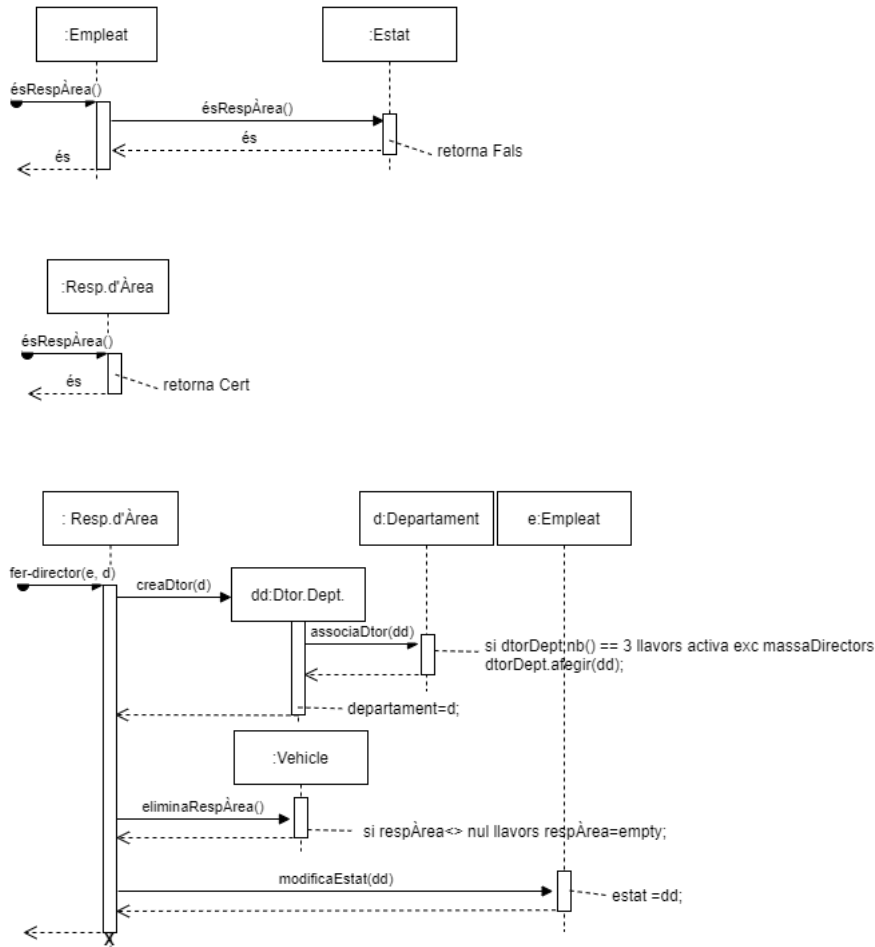 :Empleat
:Estat
ésRespÀrea()
ésRespÀrea()
és
retorna Fals
és
:Resp.d'Àrea
ésRespÀrea()
és
retorna Cert
: Resp.d'Àrea
d:Departament
e:Empleat
fer-director(e, d)
creaDtor(d)
dd:Dtor.Dept.
associaDtor(dd)
si dtorDept.nb() == 3 llavors activa exc massaDirectors
dtorDept.afegir(dd);
departament=d;
:Vehicle
eliminaRespÀrea()
si respÀrea<> nul llavors respÀrea=empty;
modificaEstat(dd)
estat =dd;
X